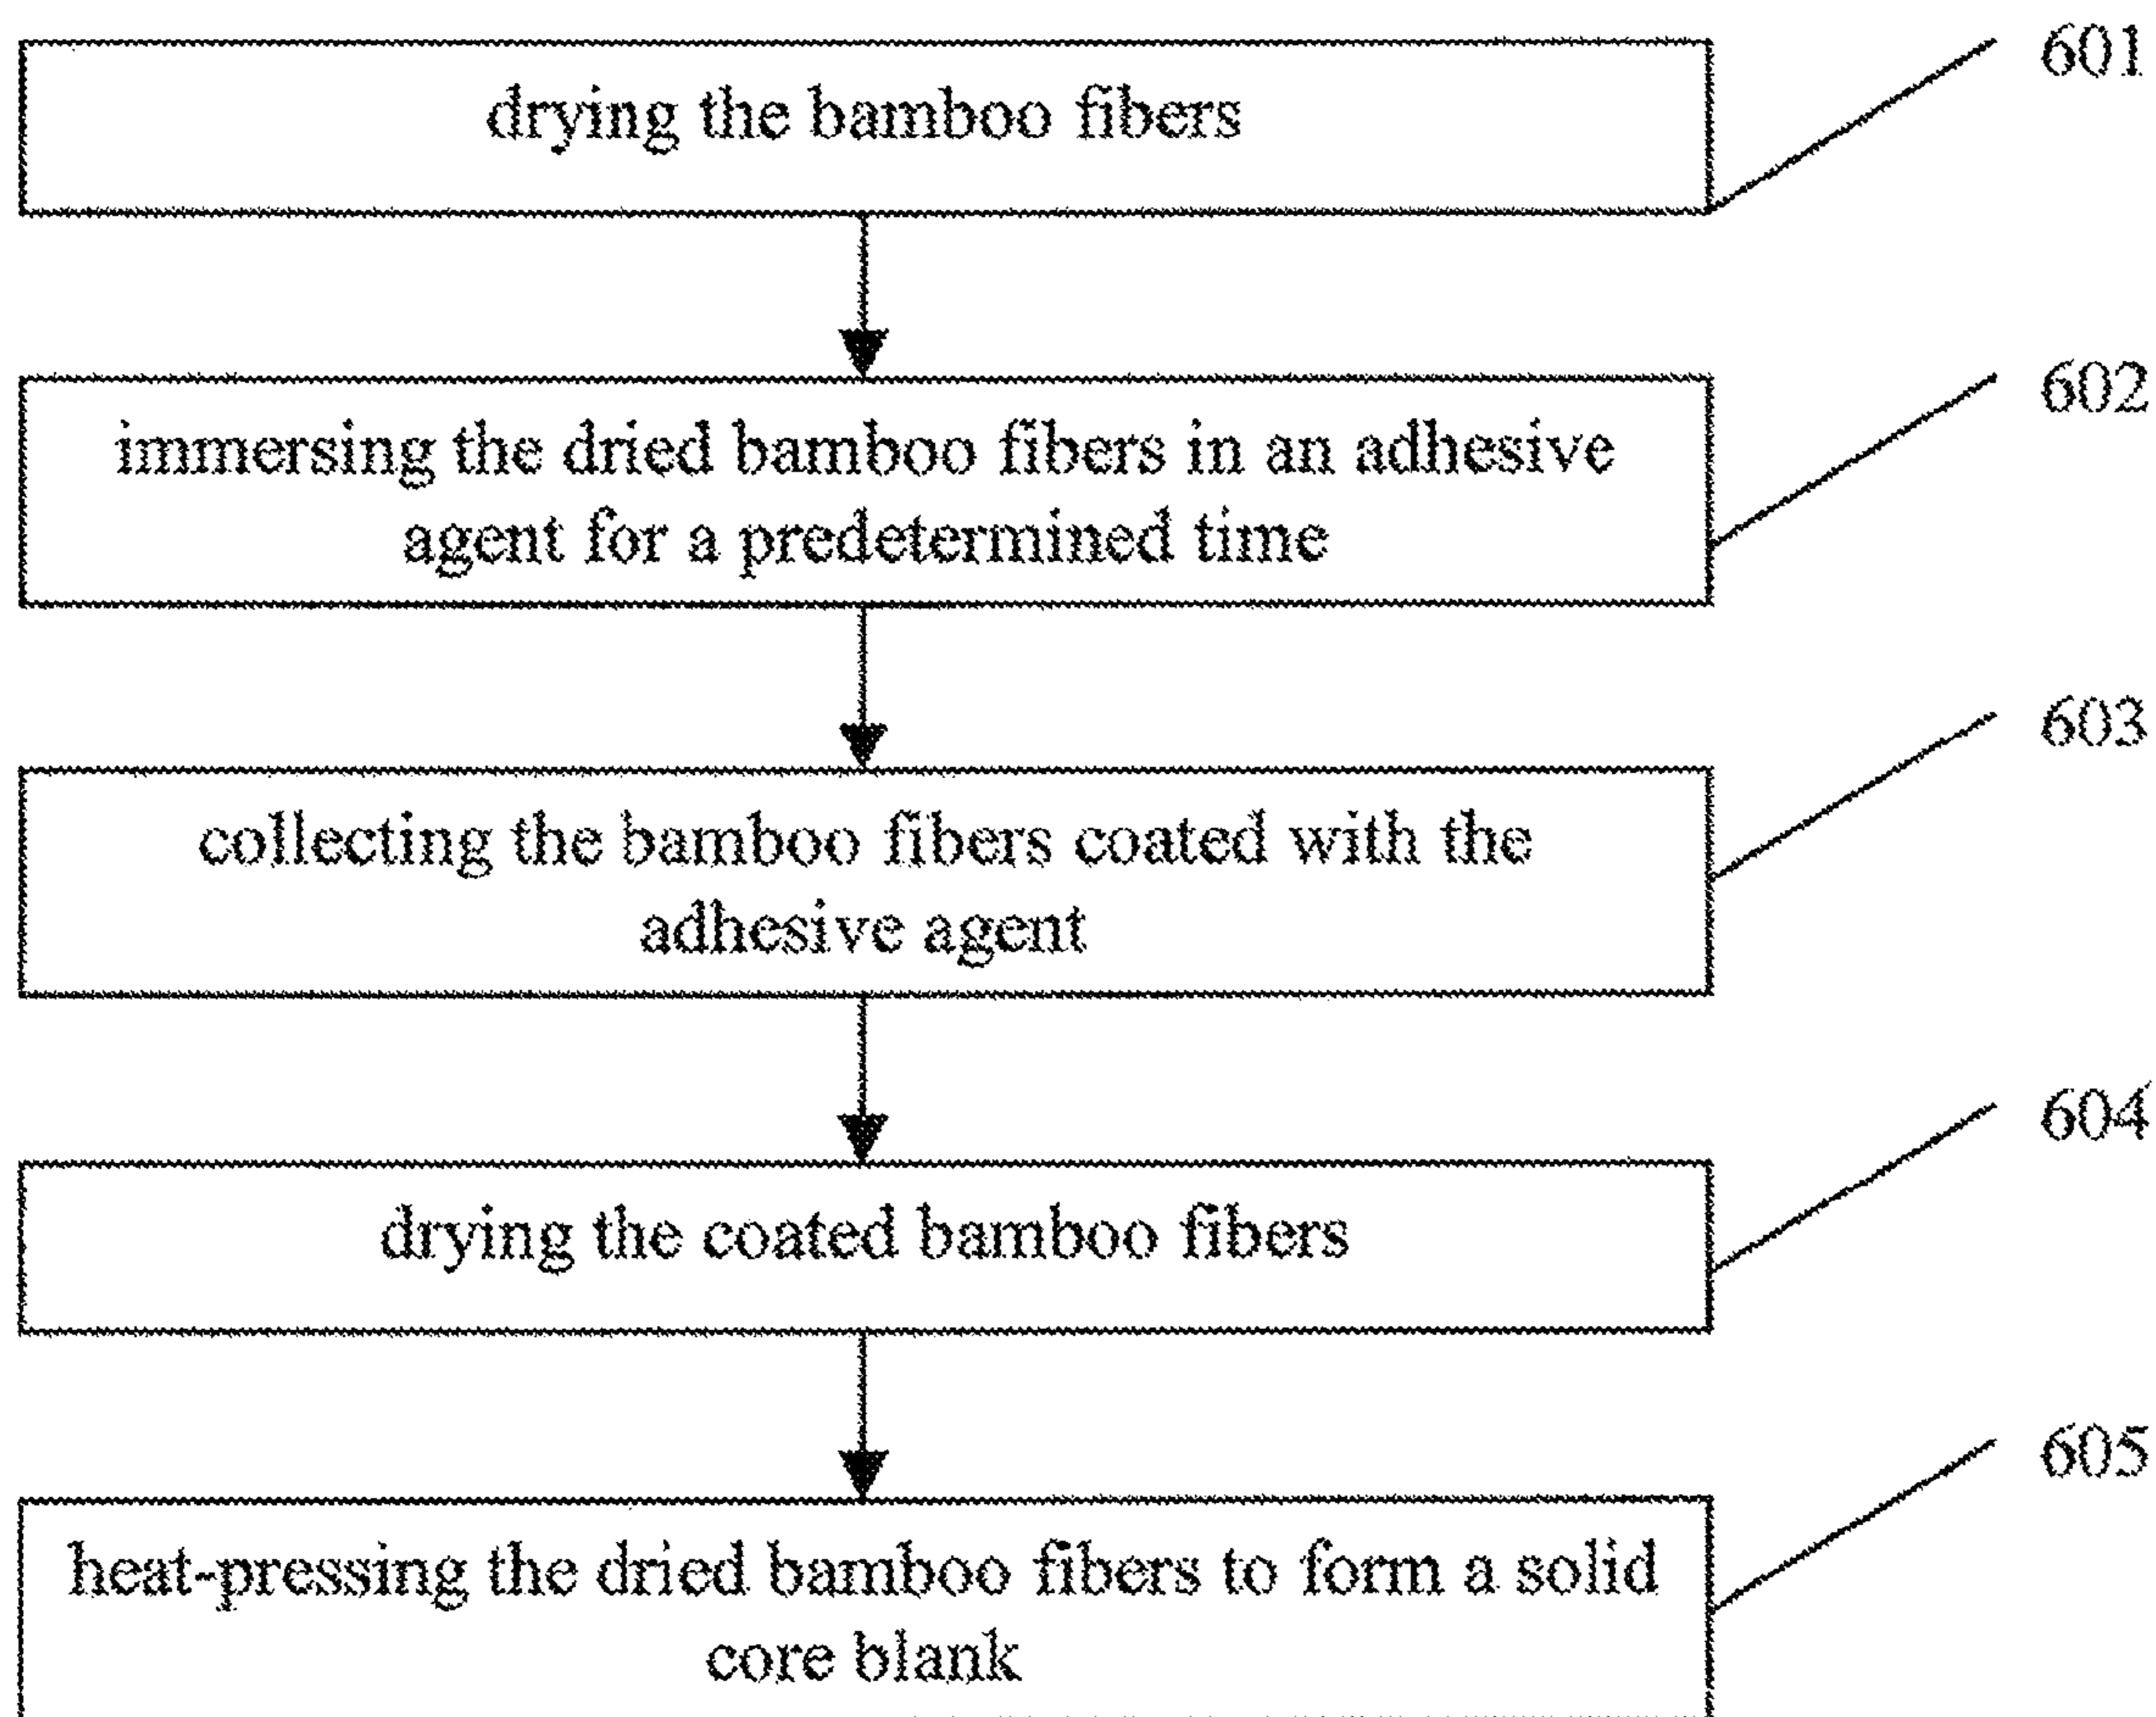 drying the bamboo fibers
601
immersing the dried bamboo fibers in an adhesive
agent for a predetermined time
602
collecting the bamboo fibers coated with the
adhesive agent
603
drying the coated bamboo fibers
604
heat-pressing the dried bamboo fibers to form a solid
core blank
605